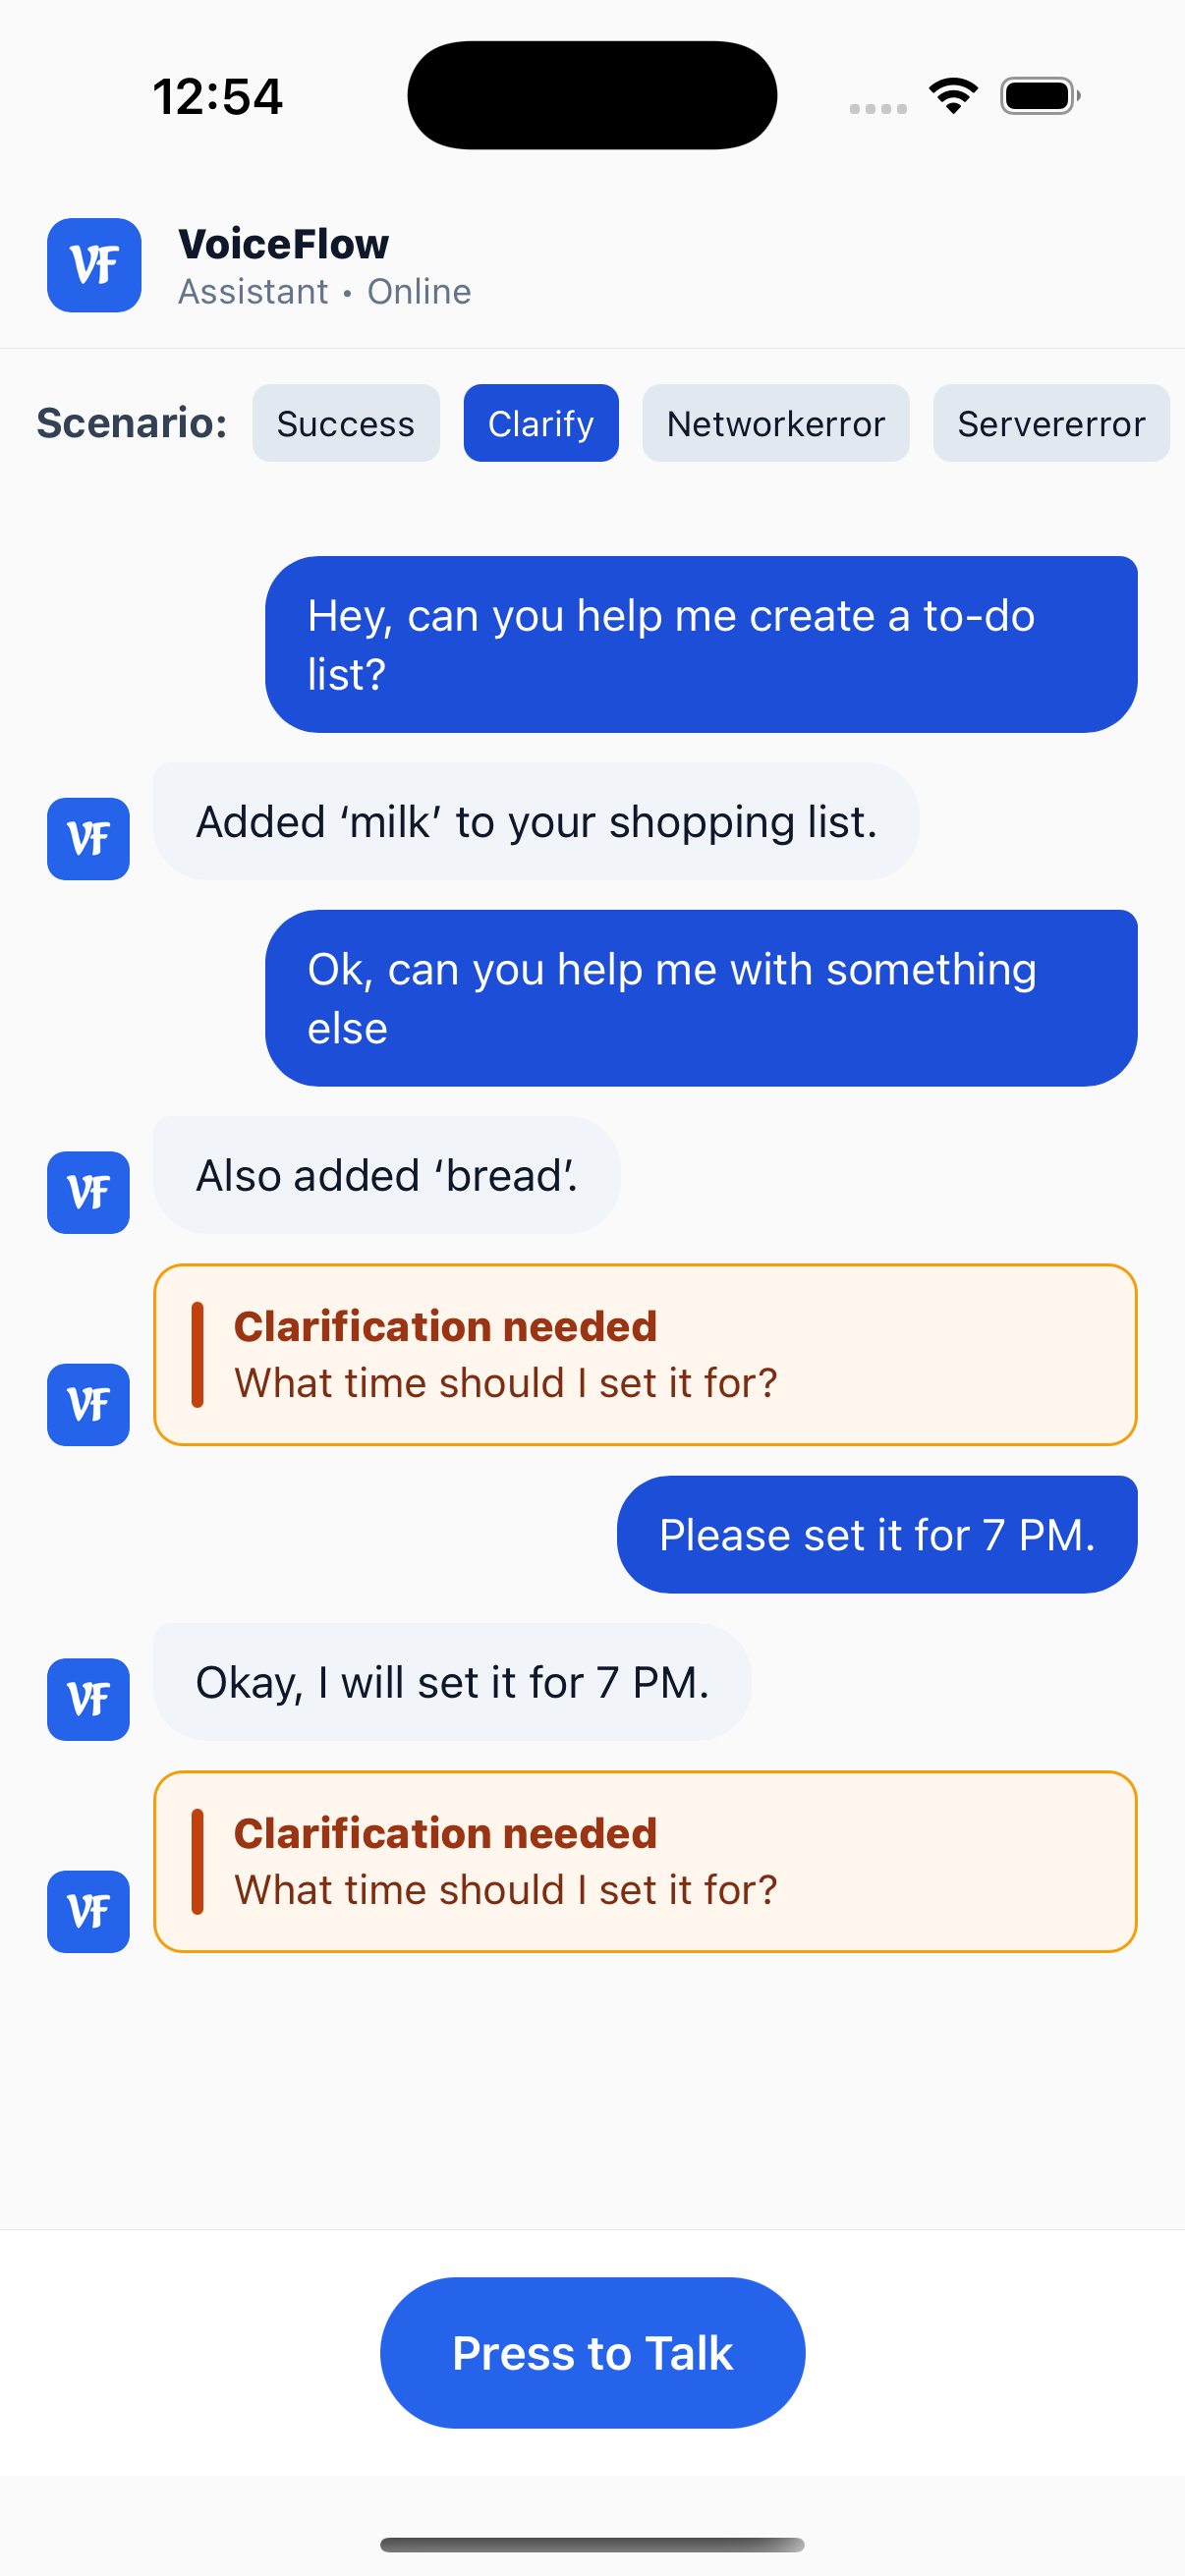 12:54
VF
VoiceFlow
Assistant • Online
Scenario: Success Clarify Networkerror Servererror
Hey, can you help me create a to-do
list?
VF
Added ‘milk’ to your shopping list.
Ok, can you help me with something
else
VF
Also added ‘bread’.
Clarification needed
VF
What time should I set it for?
Please set it for 7 PM.
VF
Okay, I will set it for 7 PM.
Clarification needed
VF
What time should I set it for?
Press to Talk